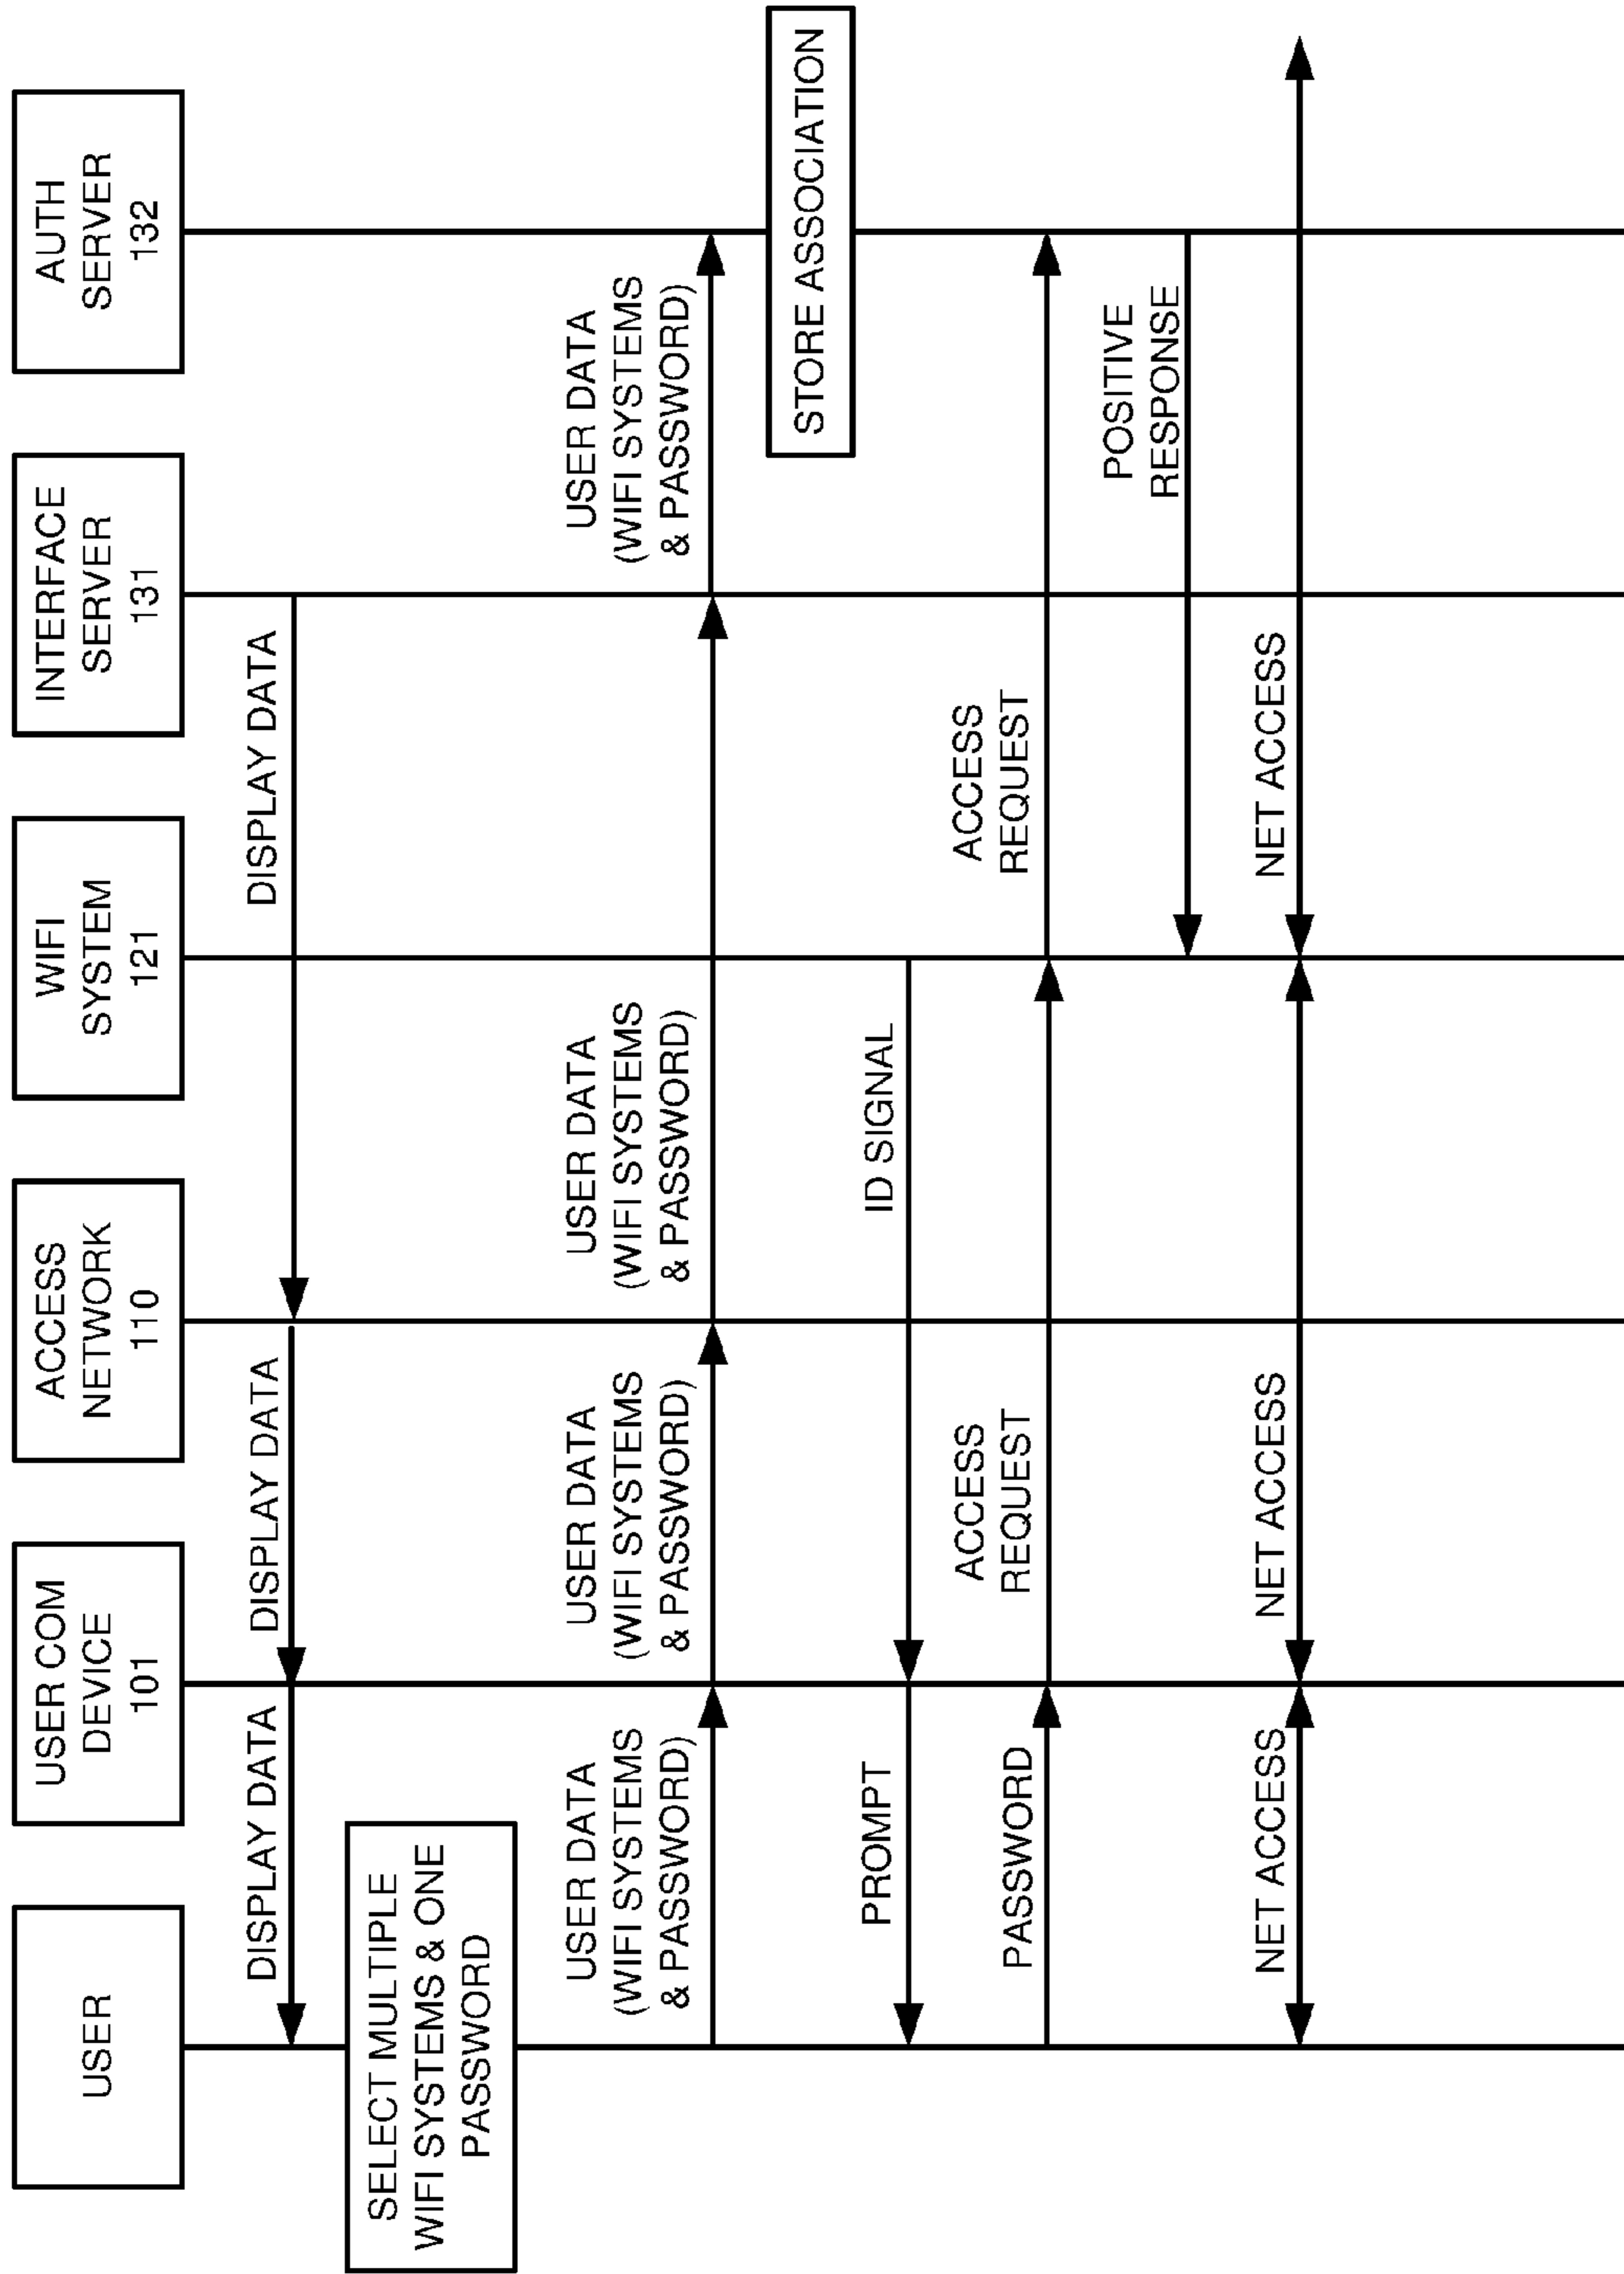 USER
USER COM
DEVICE
101
ACCESS
NETWORK
110
WIFI
SYSTEM
121
INTERFACE
SERVER
131
AUTH
SERVER
132
DISPLAY DATA
DISPLAY DATA
DISPLAY DATA
SELECT MULTIPLE
WIFI SYSTEMS & ONE
PASSWORD
USER DATA
(WIFI SYSTEMS
& PASSWORD)
USER DATA
(WIFI SYSTEMS
& PASSWORD)
USER DATA
(WIFI SYSTEMS
& PASSWORD)
USER DATA
(WIFI SYSTEMS
& PASSWORD)
STORE ASSOCIATION
PROMPT
ID SIGNAL
PASSWORD
ACCESS
REQUEST
ACCESS
REQUEST
POSITIVE
RESPONSE
NET ACCESS
NET ACCESS
NET ACCESS